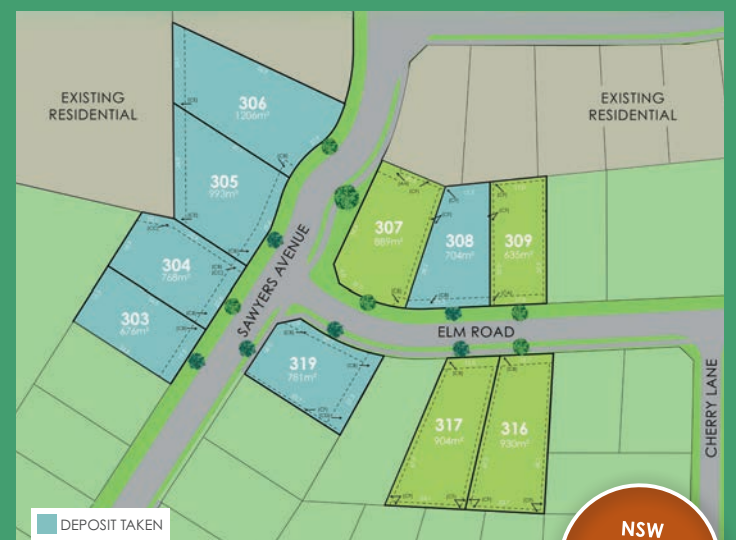 EXISTING
RESIDENTIAL
306
1206m²
EXISTING
RESIDENTIAL
305
993m²
307
889m²
308
704m²
309
635m²
304
768m²
303
676m²
SAWYERS AVENUE
ELM ROAD
319
781m²
317
904m²
316
930m²
CHERRY LANE
DEPOSIT TAKEN
NSW